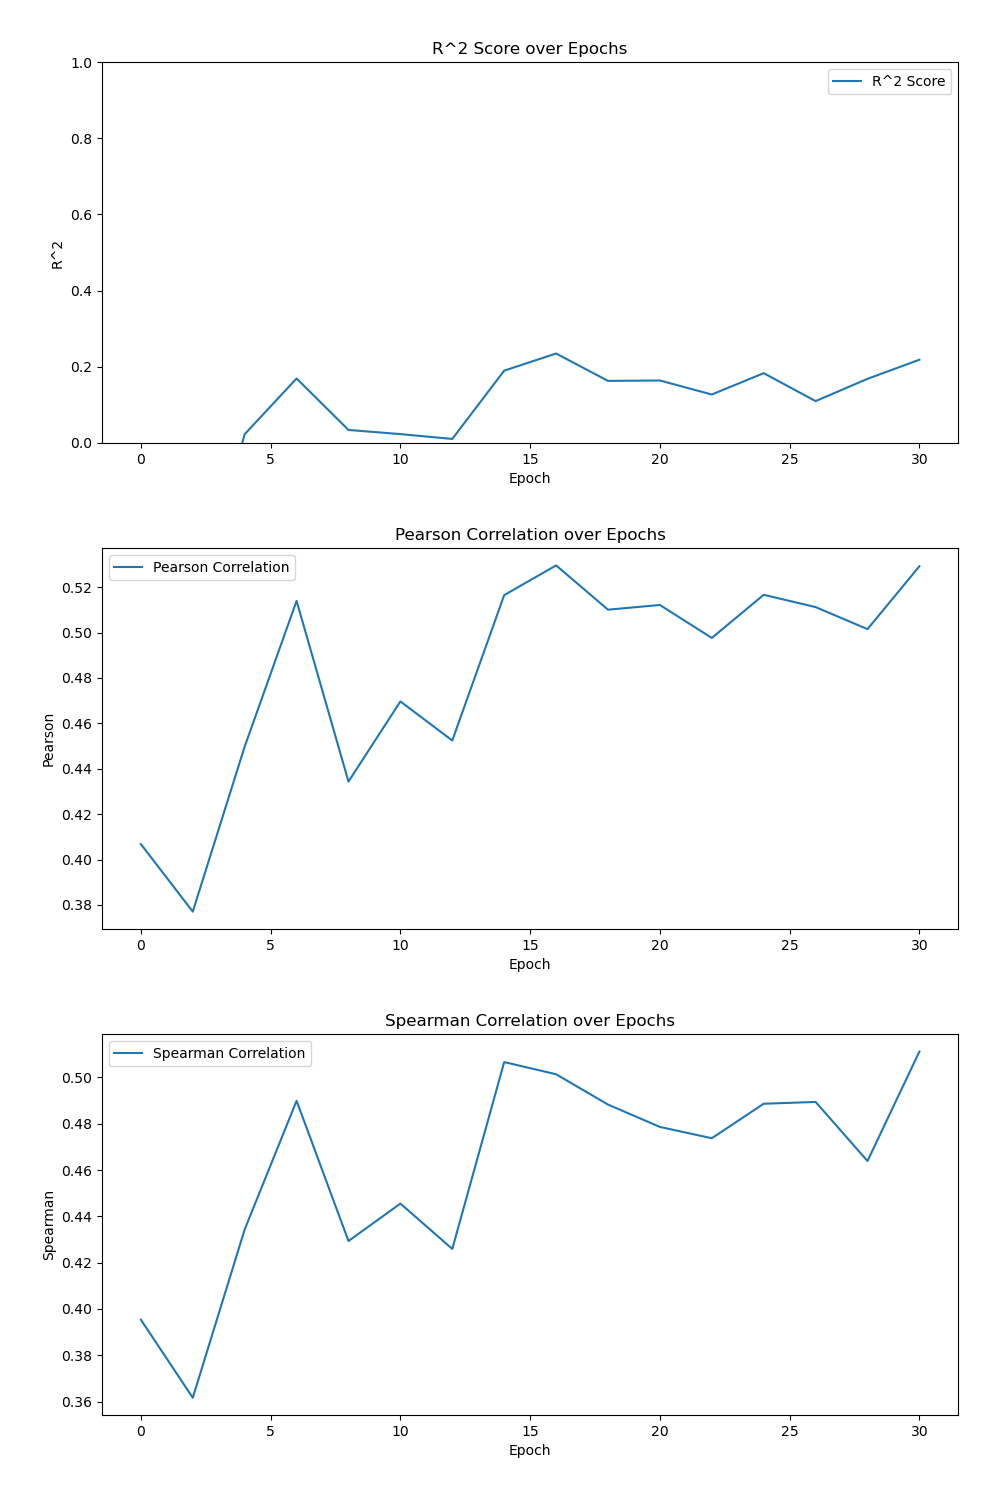 R^2 Score over Epochs
1.0
R^2 Score
0.8
0.6
R^2
0.4
0.2
0.0
0 5 10 15 20 25 30
Epoch
Pearson Correlation over Epochs
Pearson Correlation
0.52
0.50
0.48
0.46
Pearson
0.44
0.42
0.40
0.38
0 5 10 15 20 25 30
Epoch
Spearman Correlation over Epochs
Spearman Correlation
0.50
0.48
0.46
0.44
Spearman
0.42
0.40
0.38
0.36
0 5 10 15 20 25 30
Epoch